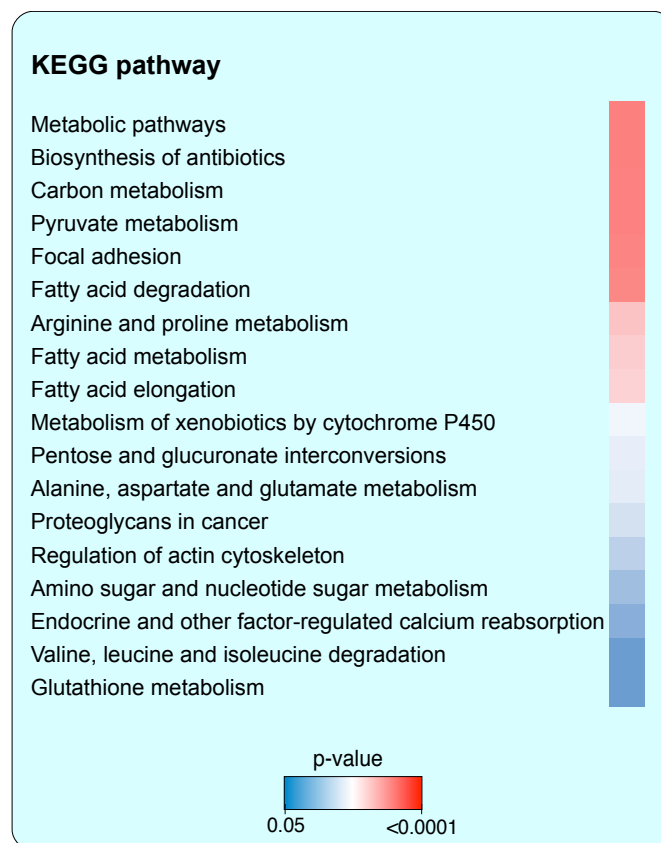 KEGG pathway
Metabolic pathways
Biosynthesis of antibiotics
Carbon metabolism
Pyruvate metabolism
Focal adhesion
Fatty acid degradation
Arginine and proline metabolism
Fatty acid metabolism
Fatty acid elongation
Metabolism of xenobiotics by cytochrome P450
Pentose and glucuronate interconversions
Alanine, aspartate and glutamate metabolism
Proteoglycans in cancer
Regulation of actin cytoskeleton
Amino sugar and nucleotide sugar metabolism
Endocrine and other factor-regulated calcium reabsorption
Valine, leucine and isoleucine degradation
Glutathione metabolism
p-value
0.05 <0.0001